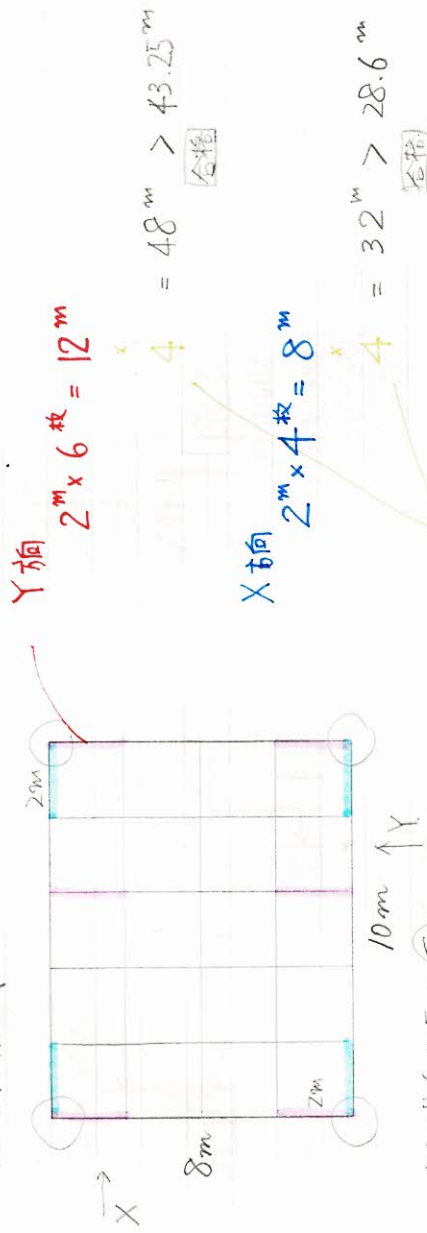 Y方向
2m × 6枚 = 12m
×
4 = 48m > 43.25m
合格
X方向
2m × 4枚 = 8m
×
4 = 32m > 28.6m
合格
2m
→
X
8m
2m
10m
↑Y